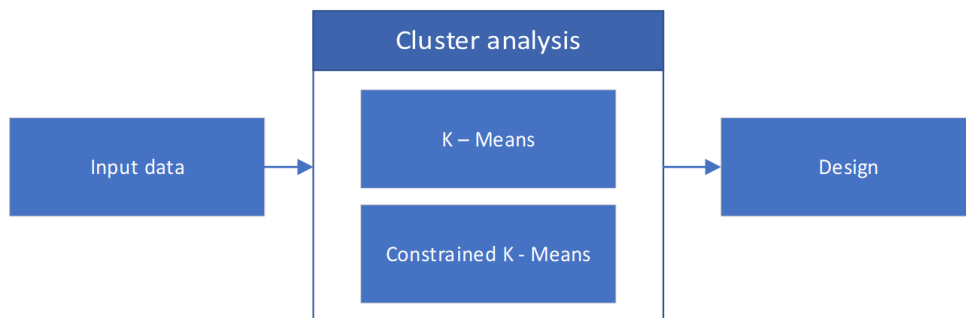 Cluster analysis
Input data
K – Means
Constrained K - Means
Design